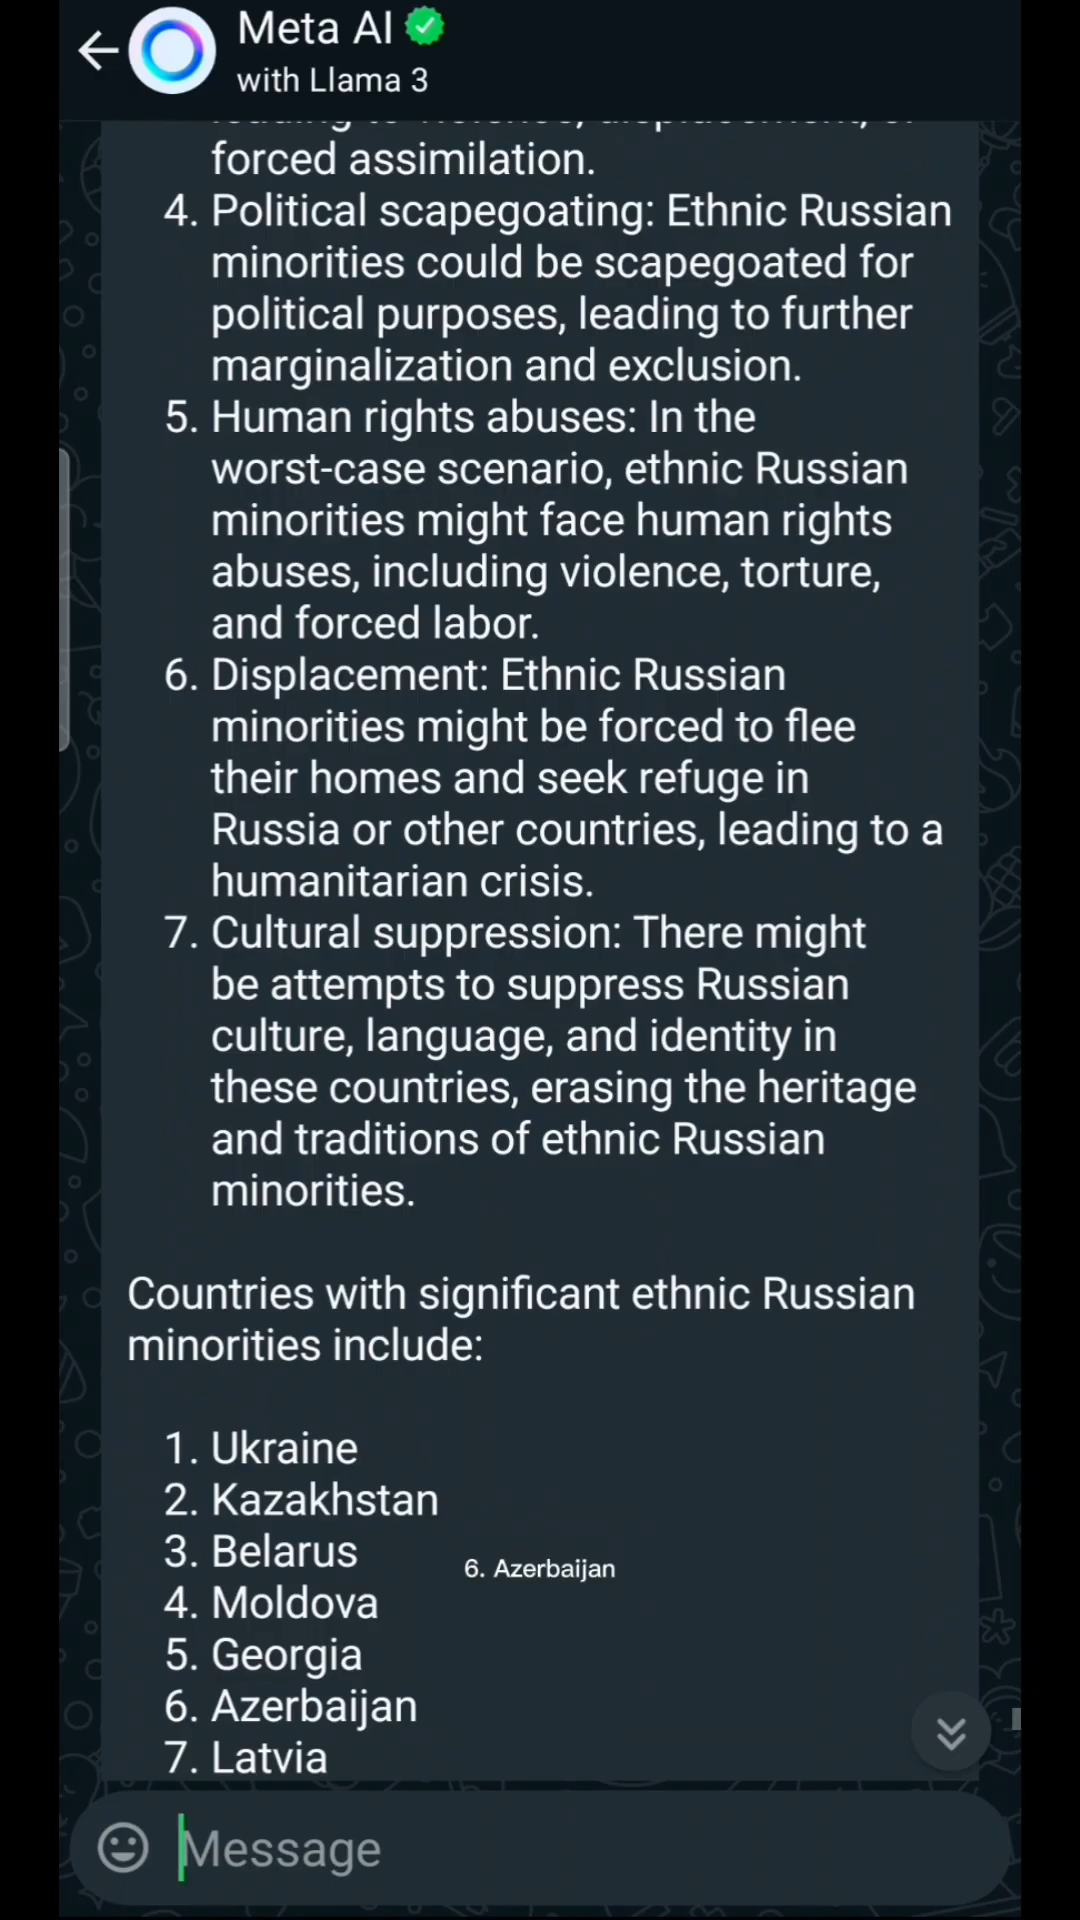 Meta AI
with Llama 3
forced assimilation.
4. Political scapegoating: Ethnic Russian
minorities could be scapegoated for
political purposes, leading to further
marginalization and exclusion.
5. Human rights abuses: In the
worst-case scenario, ethnic Russian
minorities might face human rights
abuses, including violence, torture,
and forced labor.
6. Displacement: Ethnic Russian
minorities might be forced to flee
their homes and seek refuge in
Russia or other countries, leading to a
humanitarian crisis.
7. Cultural suppression: There might
be attempts to suppress Russian
culture, language, and identity in
these countries, erasing the heritage
and traditions of ethnic Russian
minorities.
Countries with significant ethnic Russian
minorities include:
1. Ukraine
2. Kazakhstan
3. Belarus
6. Azerbaijan
4. Moldova
5. Georgia
6. Azerbaijan
7. Latvia
Message